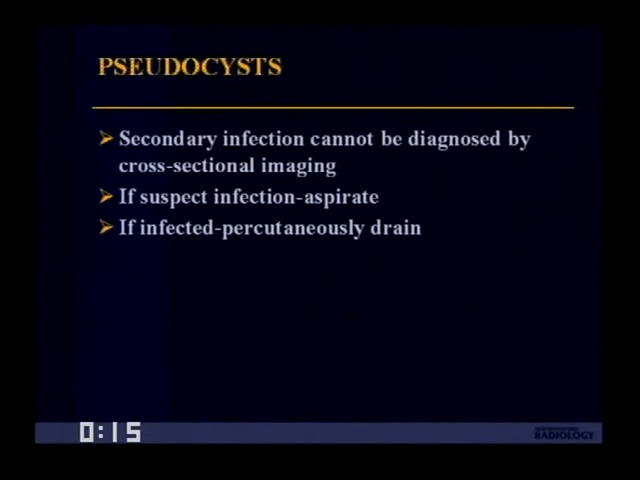 PSEUDOCYSTS
➢ Secondary infection cannot be diagnosed by
cross-sectional imaging
➢ If suspect infection-aspirate
➢ If infected-percutaneously drain
0:15
RADIOLOGY